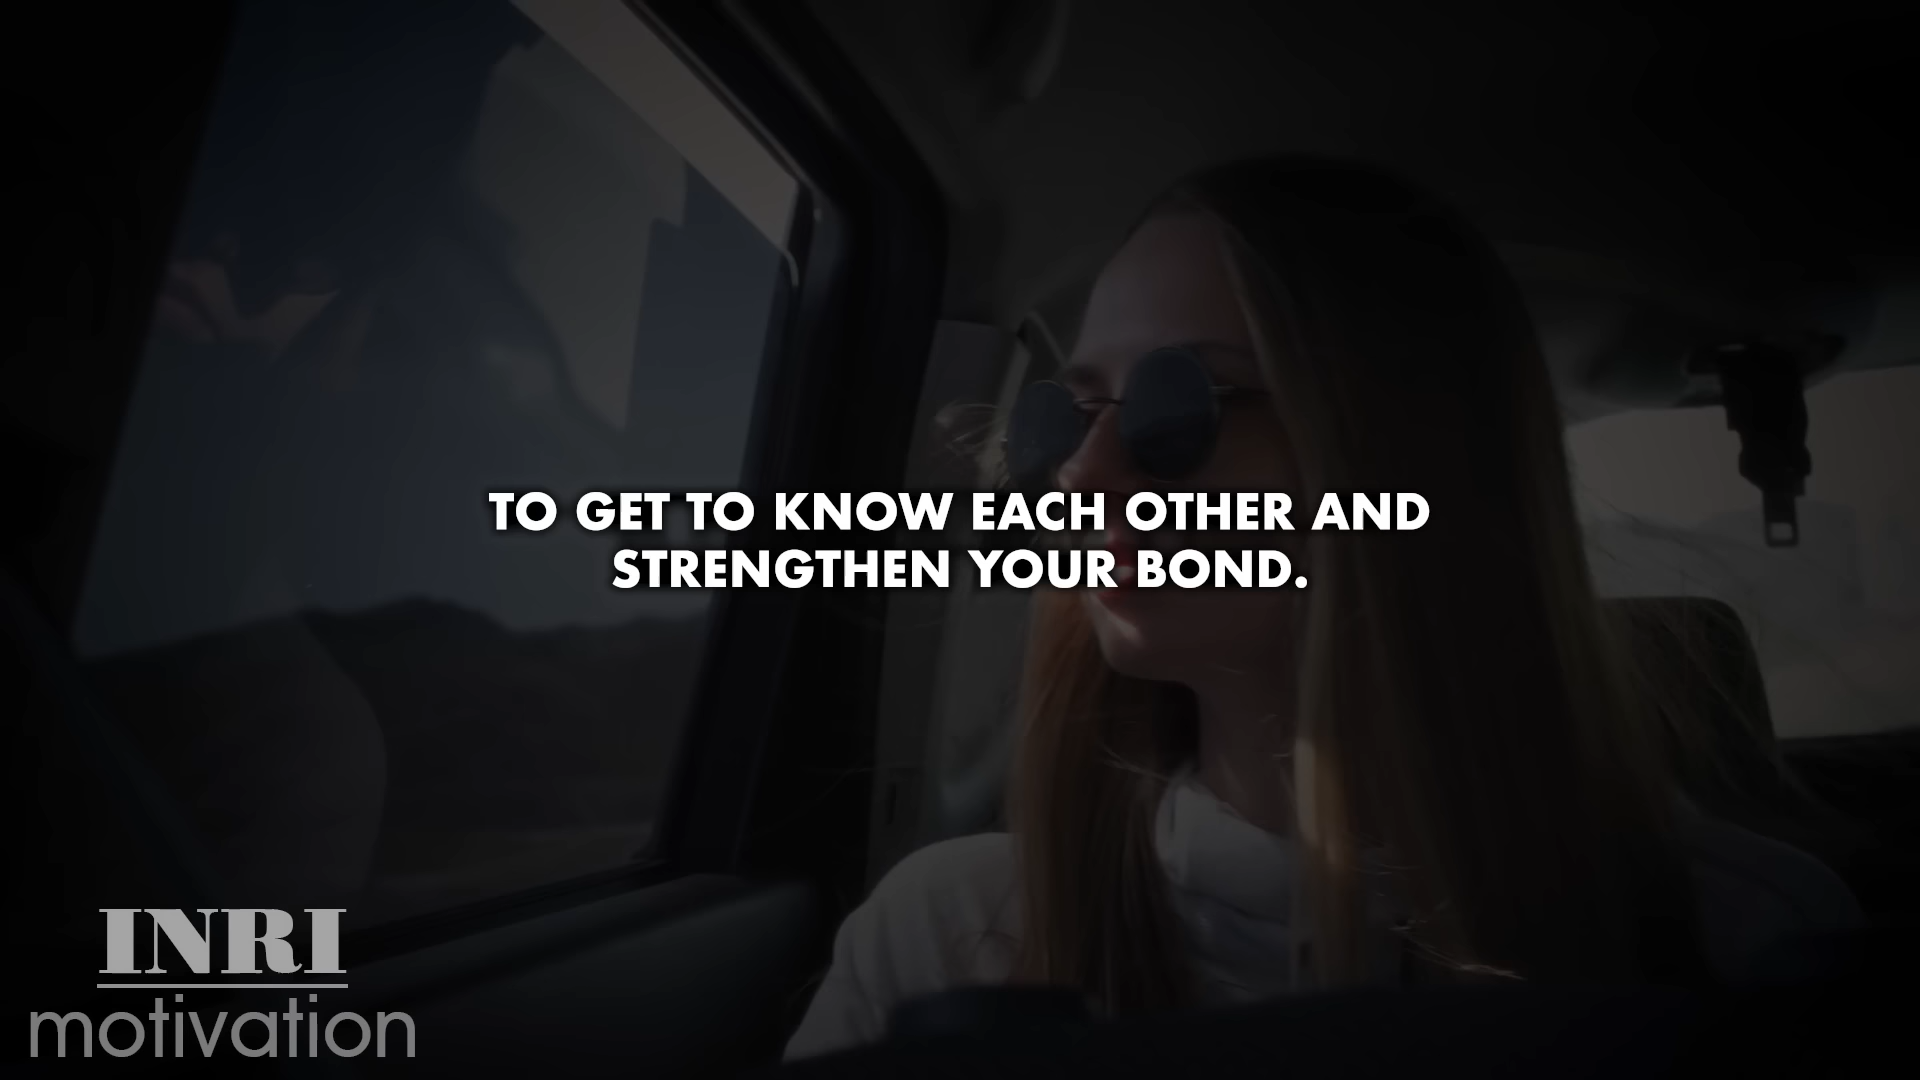 TO GET TO KNOW EACH OTHER AND
STRENGTHEN YOUR BOND.
INRI
motivation